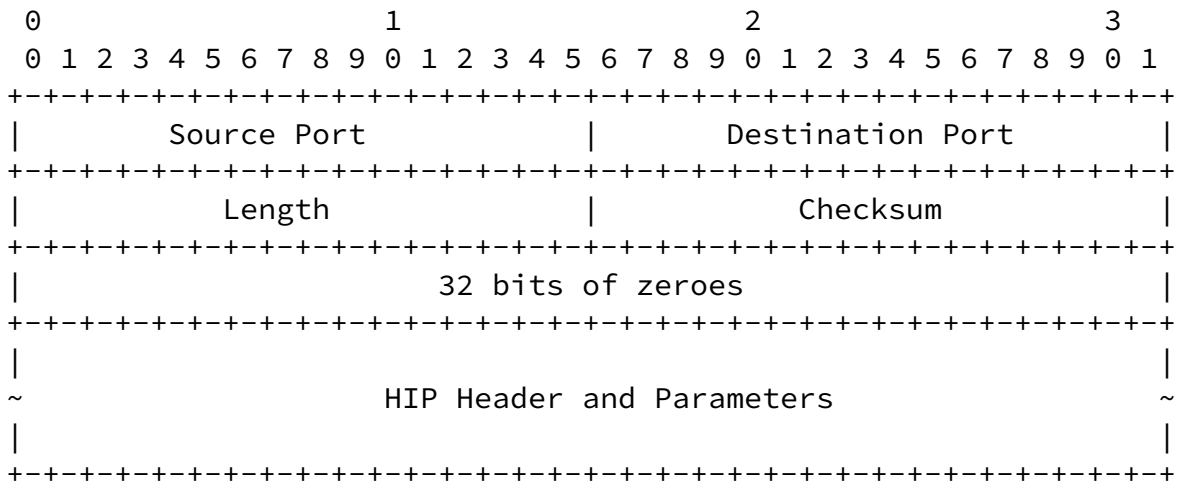 0                   1                   2                   3
 0 1 2 3 4 5 6 7 8 9 0 1 2 3 4 5 6 7 8 9 0 1 2 3 4 5 6 7 8 9 0 1
+-+-+-+-+-+-+-+-+-+-+-+-+-+-+-+-+-+-+-+-+-+-+-+-+-+-+-+-+-+-+-+-+
|        Source Port            |       Destination Port        |
+-+-+-+-+-+-+-+-+-+-+-+-+-+-+-+-+-+-+-+-+-+-+-+-+-+-+-+-+-+-+-+-+
|           Length              |           Checksum            |
+-+-+-+-+-+-+-+-+-+-+-+-+-+-+-+-+-+-+-+-+-+-+-+-+-+-+-+-+-+-+-+-+
|                       32 bits of zeroes                       |
+-+-+-+-+-+-+-+-+-+-+-+-+-+-+-+-+-+-+-+-+-+-+-+-+-+-+-+-+-+-+-+-+
|                                                               |
~                    HIP Header and Parameters                  ~
|                                                               |
+-+-+-+-+-+-+-+-+-+-+-+-+-+-+-+-+-+-+-+-+-+-+-+-+-+-+-+-+-+-+-+-+